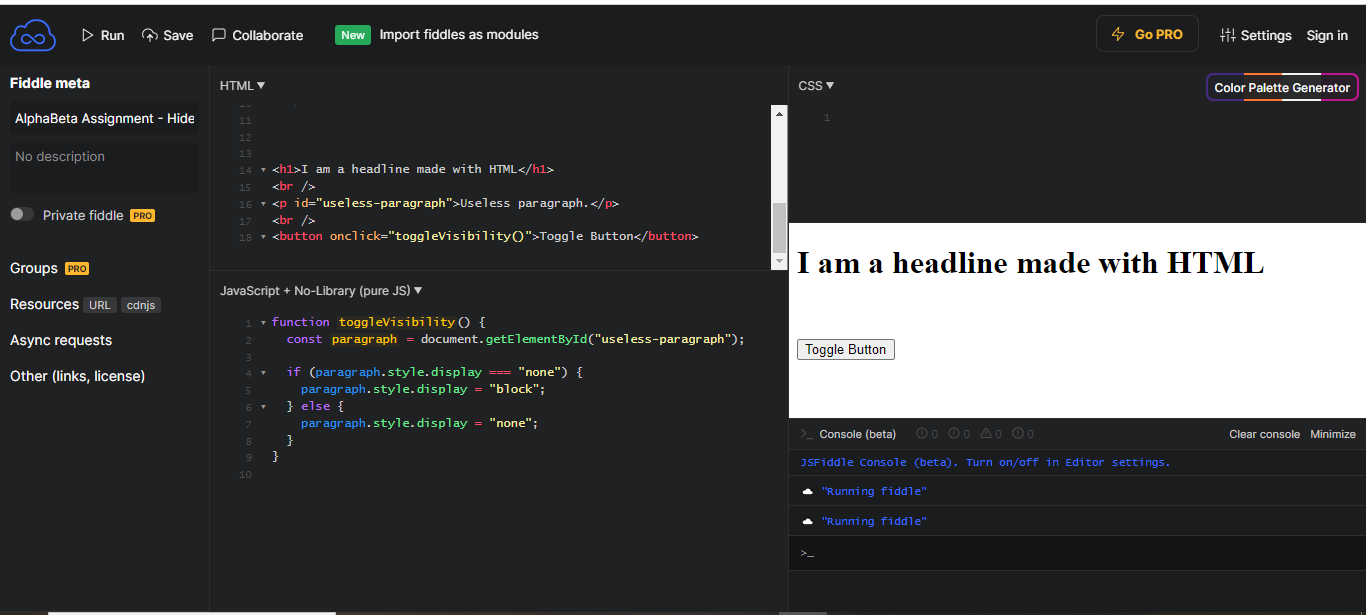 Run Save Collaborate New Import fiddles as modules Go PRO Settings Sign in
Fiddle meta
AlphaBeta Assignment - Hide
No description
Private fiddle PRO
Groups PRO
Resources URL cdnjs
Async requests
Other (links, license)
HTML ▼
11
12
13
14 ▾ <h1>I am a headline made with HTML</h1>
15 <br />
16 ▾ <p id="useless-paragraph">Useless paragraph.</p>
17 <br />
18 ▾ <button onclick="toggleVisibility()">Toggle Button</button>
JavaScript + No-Library (pure JS) ▼
1 ▾ function toggleVisibility() {
2 const paragraph = document.getElementById("useless-paragraph");
3
4 ▾ if (paragraph.style.display === "none") {
5 paragraph.style.display = "block";
6 ▾ } else {
7 paragraph.style.display = "none";
8 }
9 }
10
CSS ▼
Color Palette Generator
1
I am a headline made with HTML
Toggle Button
>_ Console (beta) 0 0 0 0 Clear console Minimize
JSFiddle Console (beta). Turn on/off in Editor settings.
"Running fiddle"
"Running fiddle"
>_